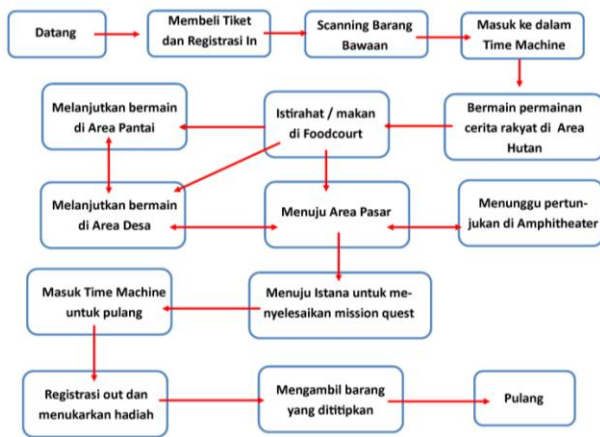 Datang
Membeli Tiket
dan Registrasi In
Scanning Barang
Bawaan
Masuk ke dalam
Time Machine
Melanjutkan bermain
di Area Pantai
Istirahat / makan
di Foodcourt
Bermain permainan
cerita rakyat di Area
Hutan
Melanjutkan bermain
di Area Desa
Menuju Area Pasar
Menunggu pertun-
jukan di Amphitheater
Masuk Time Machine
untuk pulang
Menuju Istana untuk me-
nyelesaikan mission quest
Registrasi out dan
menukarkan hadiah
Mengambil barang
yang dititipkan
Pulang